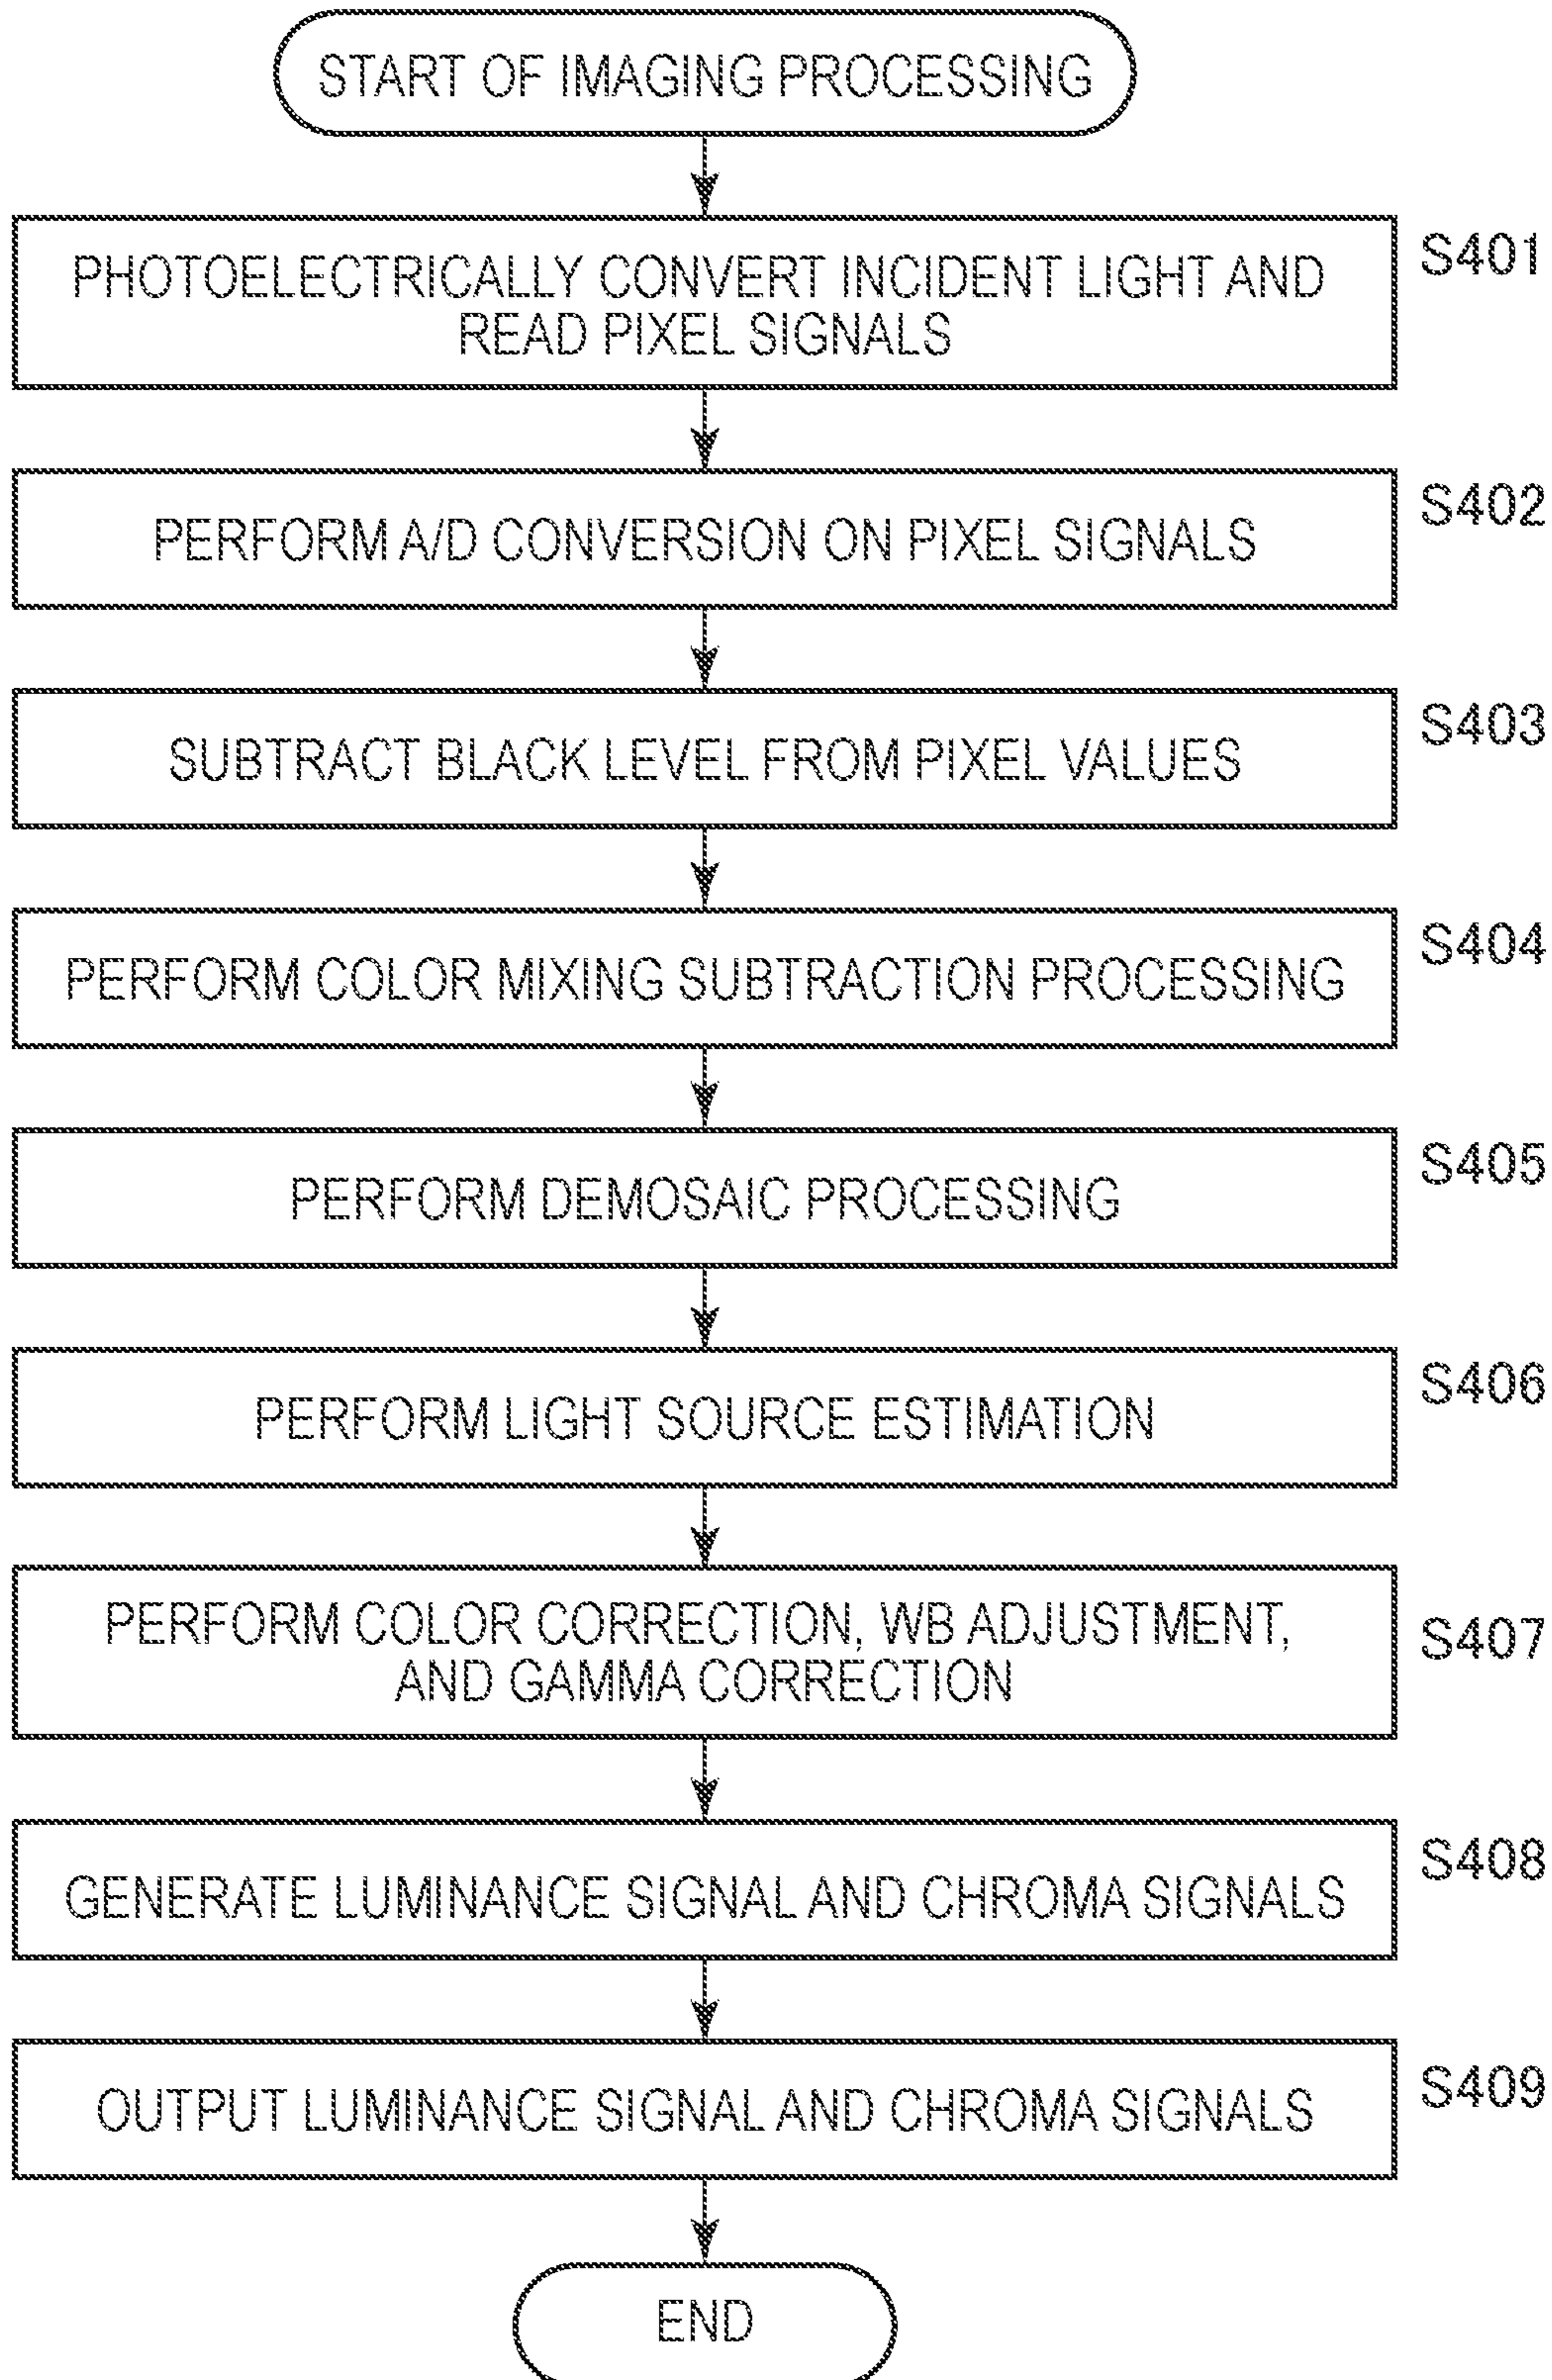 START OF IMAGING PROCESSING
S401
PHOTOELECTRICALLY CONVERT INCIDENT LIGHT AND
READ PIXEL SIGNALS
S402
PERFORM A/D CONVERSION ON PIXEL SIGNALS
S403
SUBTRACT BLACK LEVEL FROM PIXEL VALUES
S404
PERFORM COLOR MIXING SUBTRACTION PROCESSING
S405
PERFORM DEMOSAIC PROCESSING
S406
PERFORM LIGHT SOURCE ESTIMATION
S407
PERFORM COLOR CORRECTION, WB ADJUSTMENT,
AND GAMMA CORRECTION
S408
GENERATE LUMINANCE SIGNAL AND CHROMA SIGNALS
S409
OUTPUT LUMINANCE SIGNAL AND CHROMA SIGNALS
END